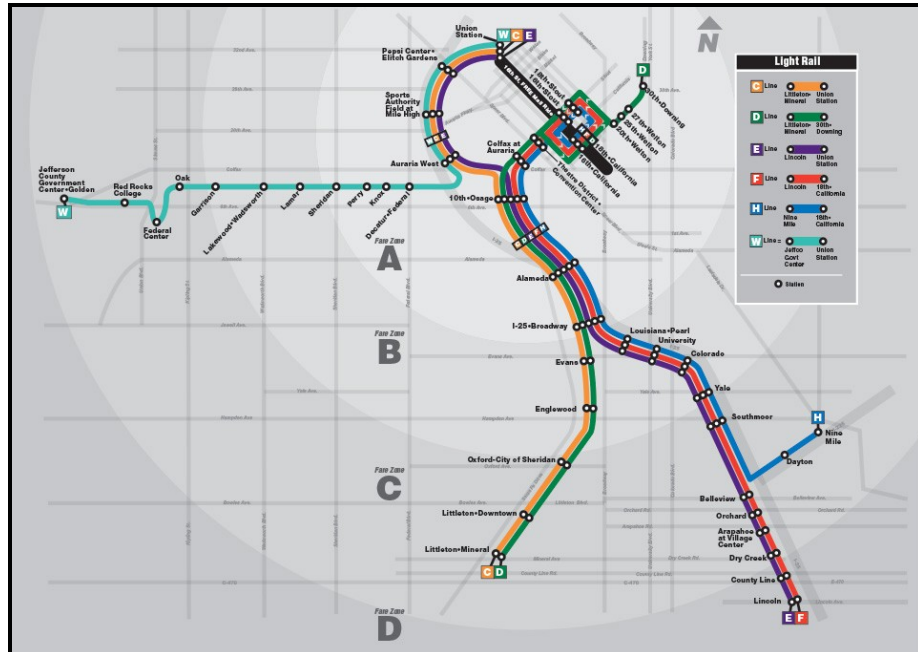 Union
Station
W C E
Pepsi Center•
Elitch Gardens
Sports
Authority
Field at
Mile High
Auraria West
N
D
30th•Downing
27th•Welton
25th•Welton
20th•Welton
18th•Stout
16th•Stout
18th•California
16th•California
Theatre District•
Convention Center
Colfax at
Auraria
10th•Osage
Jefferson
County
Government
Center•Golden
W
Red Rocks
College
Federal
Center
Oak
Garrison
Lakewood•Wadsworth
Lamar
Sheridan
Perry
Knox
Decatur•Federal
Fare Zone
A
Alameda
I-25•Broadway
Fare Zone
B
Evans
Englewood
Louisiana•Pearl
University
Colorado
Yale
Southmoor
H
Nine
Mile
Dayton
Oxford-City of Sheridan
Fare Zone
C
Littleton•Downtown
Littleton•Mineral
C D
Belleview
Orchard
Arapahoe
at Village
Center
Dry Creek
County Line
Lincoln
E F
Fare Zone
D
Light Rail
C Line
Littleton•
Mineral
Union
Station
D Line
Littleton•
Mineral
30th•
Downing
E Line
Lincoln
Union
Station
F Line
Lincoln
18th•
California
H Line
Nine
Mile
18th•
California
W Line =
Jeffco
Govt
Center
Union
Station
Station